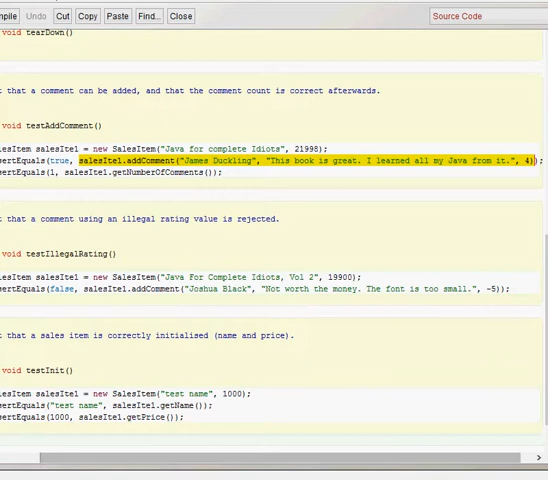 mpile Undo Cut Copy Paste Find... Close Source Code
void tearDown()
t that a comment can be added, and that the comment count is correct afterwards.
void testAddComment()
lesItem salesIte1 = new SalesItem("Java for complete Idiots", 21998);
sertEquals(true, salesIte1.addComment("James Duckling", "This book is great. I learned all my Java from it.", 4));
sertEquals(1, salesIte1.getNumberOfComments());
t that a comment using an illegal rating value is rejected.
void testIllegalRating()
lesItem salesIte1 = new SalesItem("Java For Complete Idiots, Vol 2", 19900);
sertEquals(false, salesIte1.addComment("Joshua Black", "Not worth the money. The font is too small.", -5));
t that a sales item is correctly initialised (name and price).
void testInit()
lesItem salesIte1 = new SalesItem("test name", 1000);
sertEquals("test name", salesIte1.getName());
sertEquals(1000, salesIte1.getPrice());